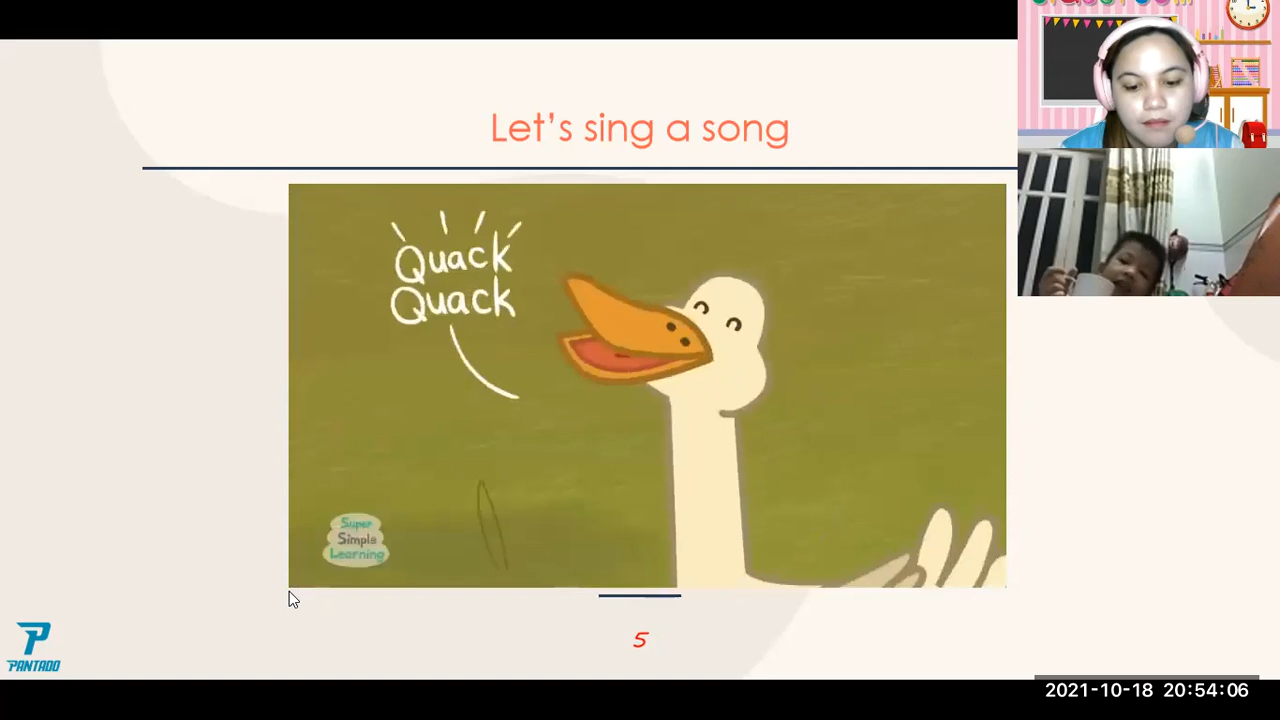 Let's sing a song
Quack
Quack
Super
Simple
Learning
5
PANTADO
2021-10-18 20:54:06